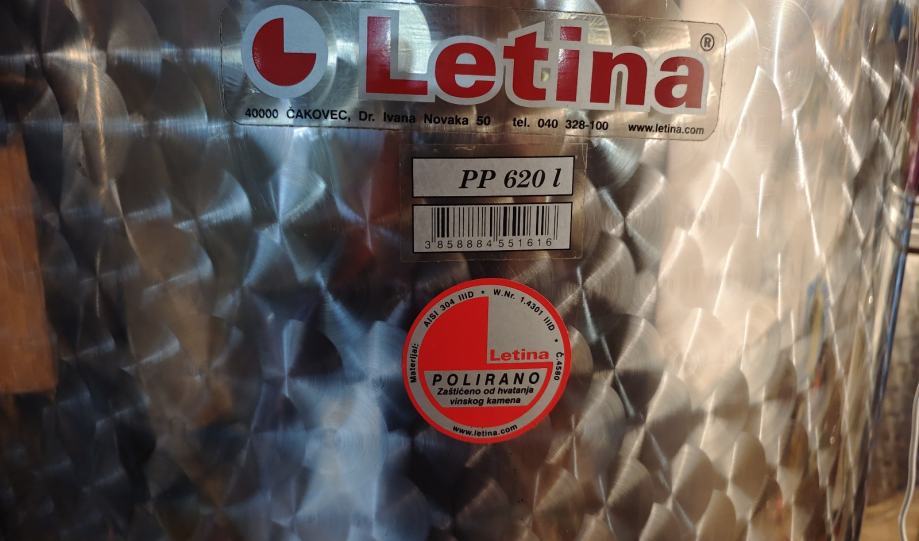 Letina®
40000 ČAKOVEC, Dr. Ivana Novaka 50 tel. 040 328-100 www.letina.com
PP 620 l
3858884551616
Materijal: AISI 304 IIID • W.Nr. 1.4301 IIID • Č.4580
Letina
POLIRANO
Zaštićeno od hvatanja
vinskog kamena
www.letina.com